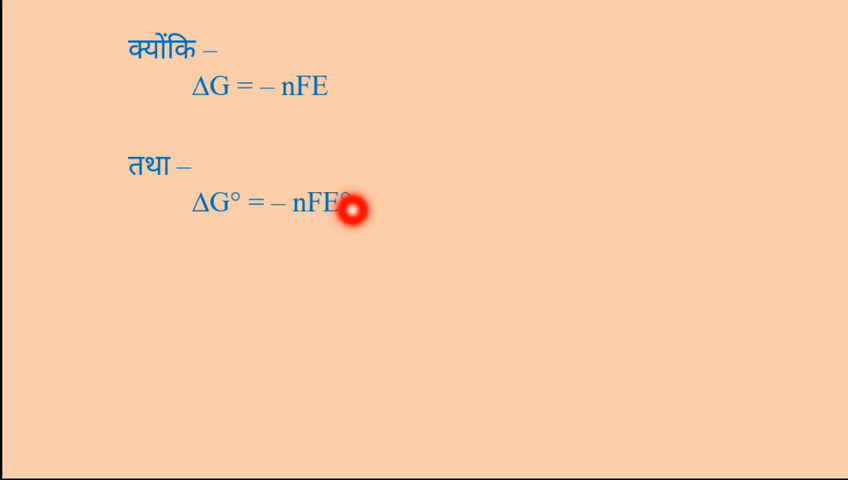 क्योंकि –
ΔG = – nFE
तथा –
ΔG° = – nFE°